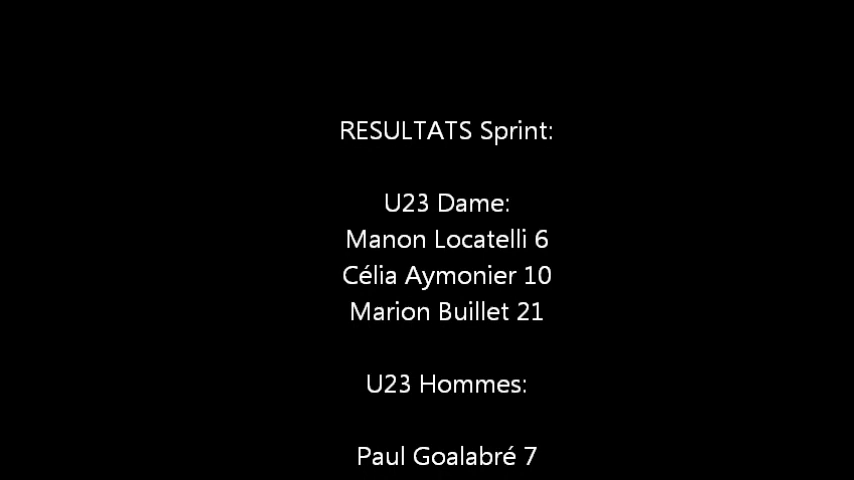 RESULTATS Sprint:
U23 Dame:
Manon Locatelli 6
Célia Aymonier 10
Marion Buillet 21
U23 Hommes:
Paul Goalabré 7